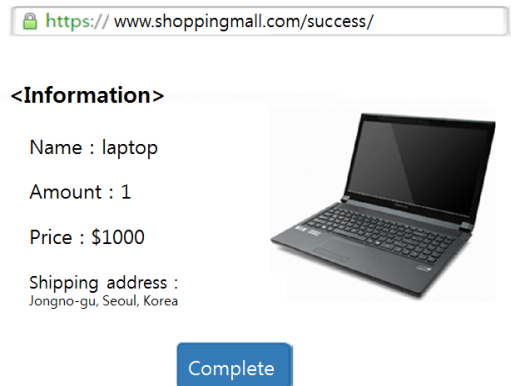 https:// www.shoppingmall.com/success/
<Information>
Name : laptop
Amount : 1
Price : $1000
Shipping address :
Jongno-gu, Seoul, Korea
Complete